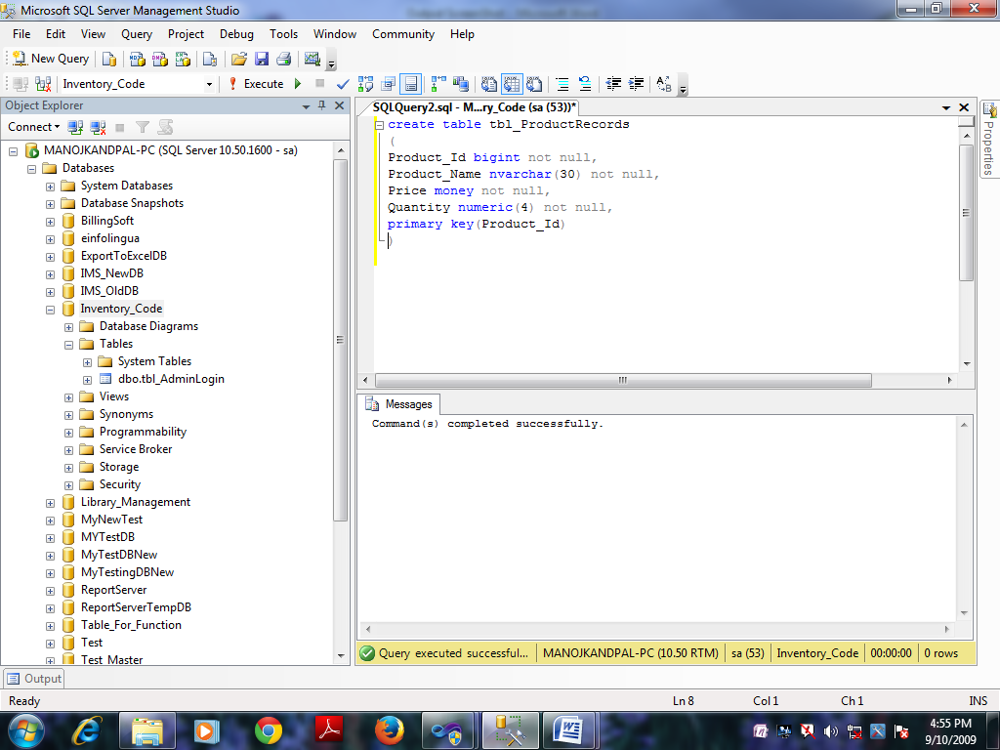 Microsoft SQL Server Management Studio
File Edit View Query Project Debug Tools Window Community Help
New Query
Inventory_Code Execute
Object Explorer
Connect
MANOJKANDPAL-PC (SQL Server 10.50.1600 - sa)
Databases
System Databases
Database Snapshots
BillingSoft
einfolingua
ExportToExcelDB
IMS_NewDB
IMS_OldDB
Inventory_Code
Database Diagrams
Tables
System Tables
dbo.tbl_AdminLogin
Views
Synonyms
Programmability
Service Broker
Storage
Security
Library_Management
MyNewTest
MYTestDB
MyTestDBNew
MyTestingDBNew
ReportServer
ReportServerTempDB
Table_For_Function
Test
Test Master
SQLQuery2.sql - M...ry_Code (sa (53))*
create table tbl_ProductRecords
(
Product_Id bigint not null,
Product_Name nvarchar(30) not null,
Price money not null,
Quantity numeric(4) not null,
primary key(Product_Id)
)
Properties
Messages
Command(s) completed successfully.
Query executed successful... MANOJKANDPAL-PC (10.50 RTM) sa (53) Inventory_Code 00:00:00 0 rows
Output
Ready Ln 8 Col 1 Ch 1 INS
4:55 PM
9/10/2009